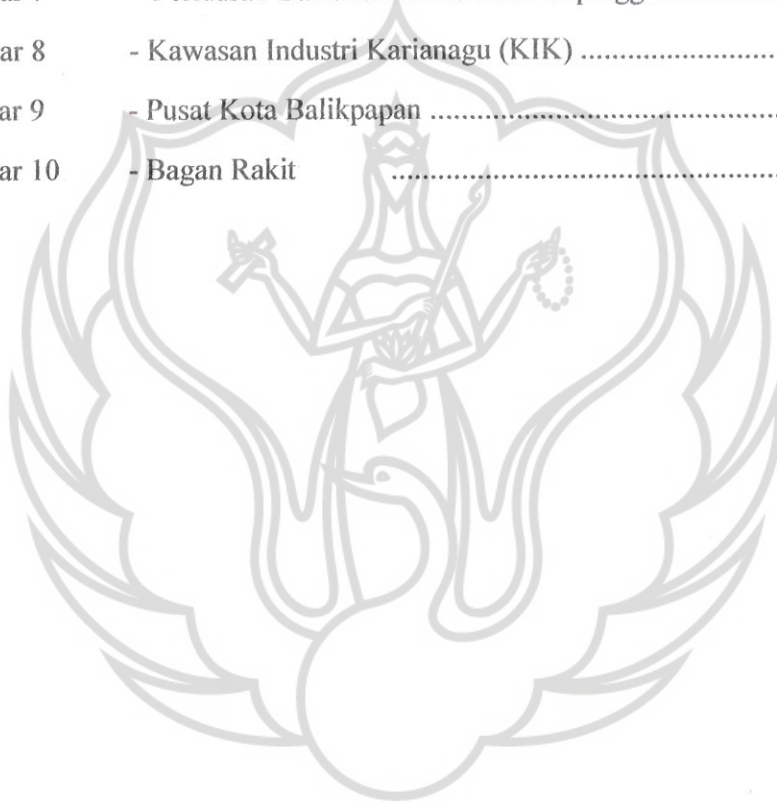 ar 8 - Kawasan Industri Karianagu (KIK) ..............................
ar 9 - Pusat Kota Balikpapan ......................................................
ar 10 - Bagan Rakit ............................................................